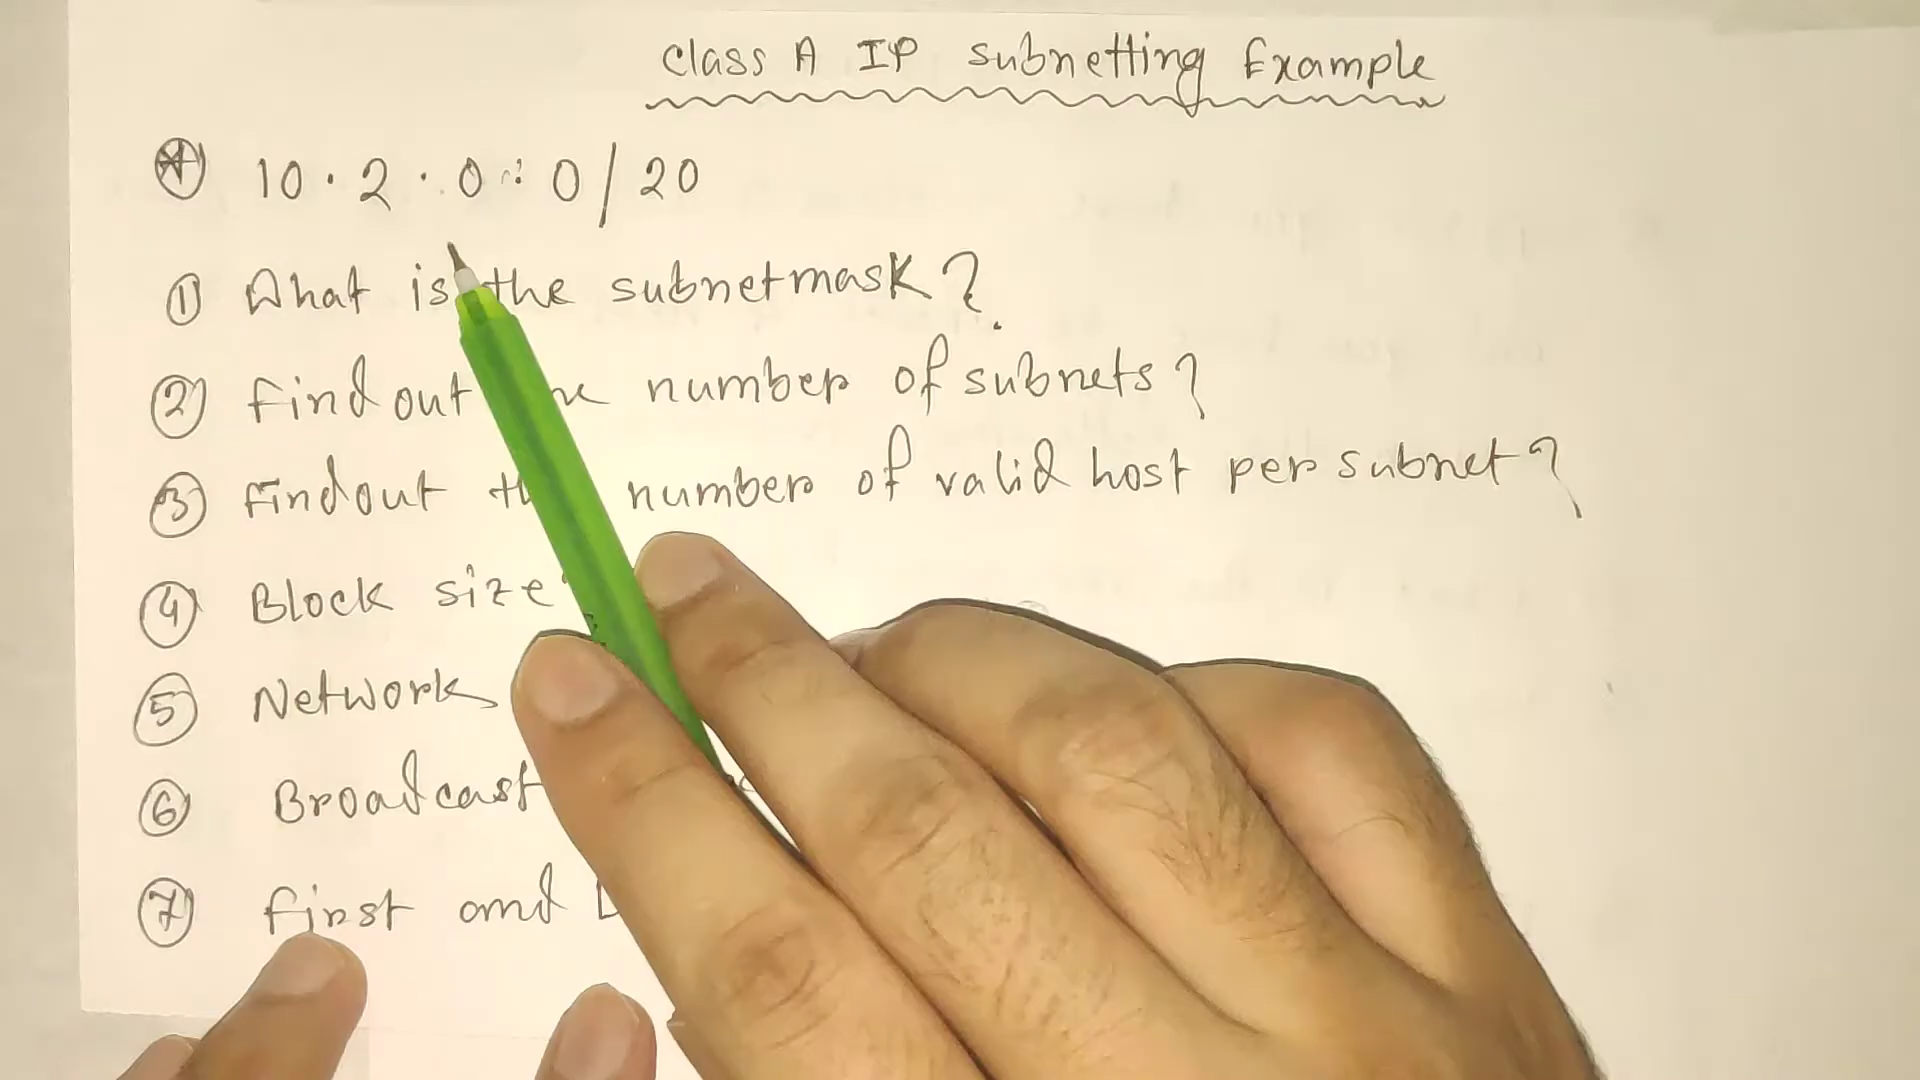 Class A IP Subnetting Example
10.2.0.0/20
① What is the subnetmask?
② Find out number of subnets?
③ Findout number of valid host per subnet?
④ Block size
⑤ Network
⑥ Broadcast
⑦ First and